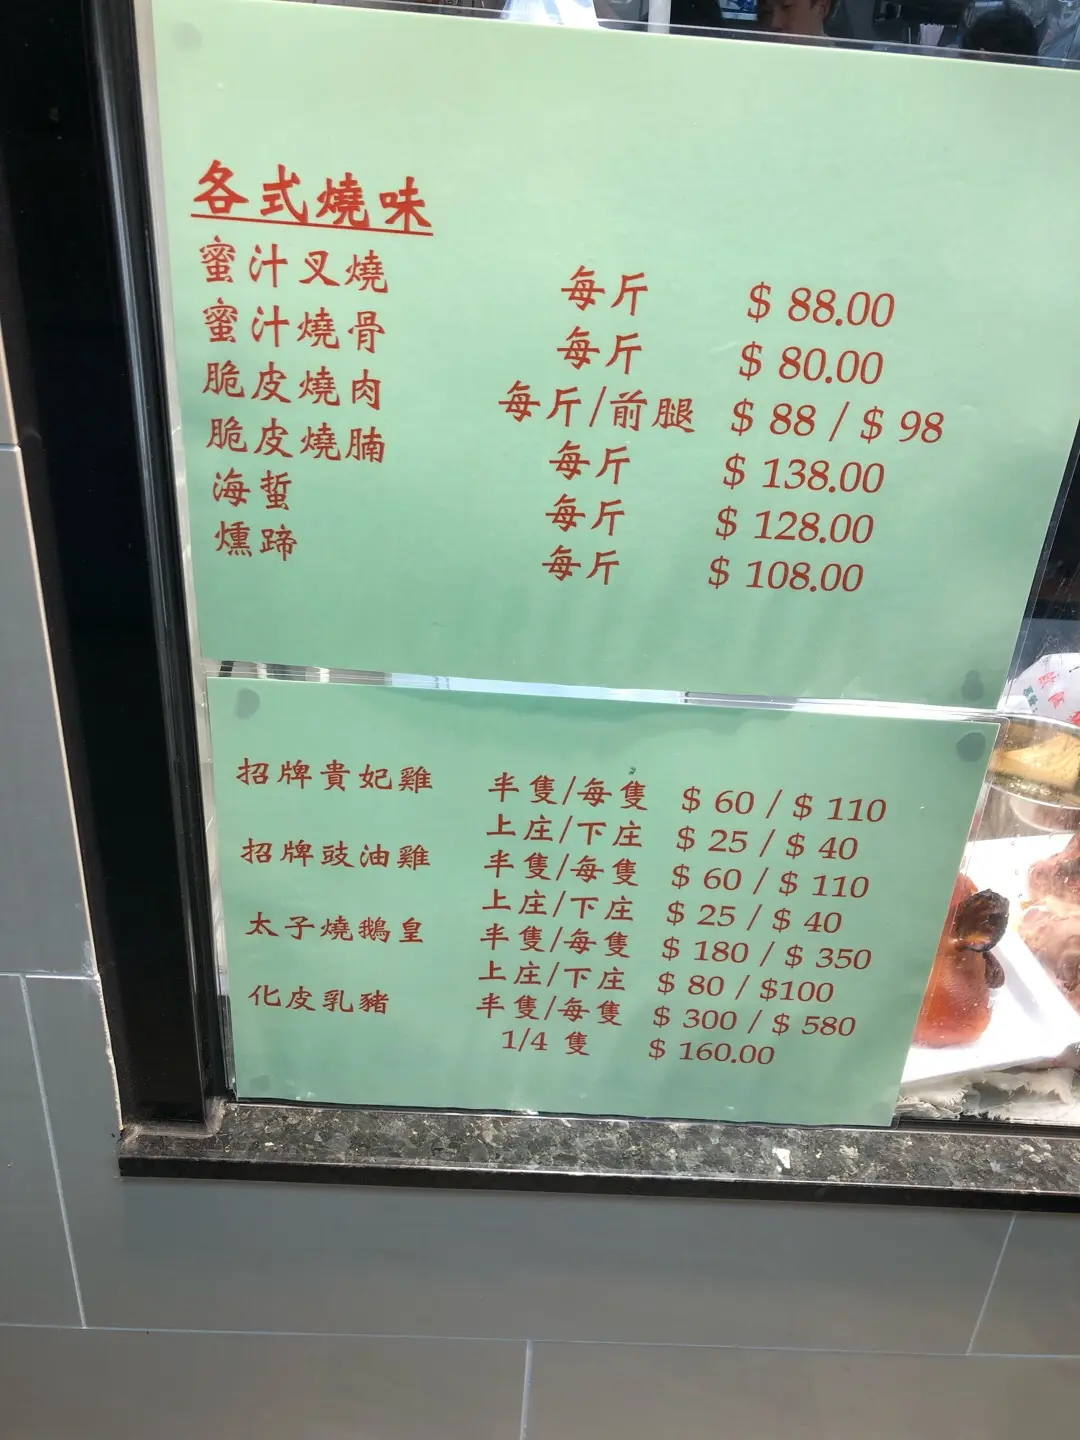 各式燒味
蜜汁叉燒 每斤 $ 88.00
蜜汁燒骨 每斤 $ 80.00
脆皮燒肉 每斤/前腿 $ 88 / $ 98
脆皮燒腩 每斤 $ 138.00
海蜇 每斤 $ 128.00
燻蹄 每斤 $ 108.00
招牌貴妃雞 半隻/每隻 $ 60 / $ 110
上庄/下庄 $ 25 / $ 40
招牌豉油雞 半隻/每隻 $ 60 / $ 110
上庄/下庄 $ 25 / $ 40
太子燒鵝皇 半隻/每隻 $ 180 / $ 350
上庄/下庄 $ 80 / $100
化皮乳豬 半隻/每隻 $ 300 / $ 580
1/4 隻 $ 160.00